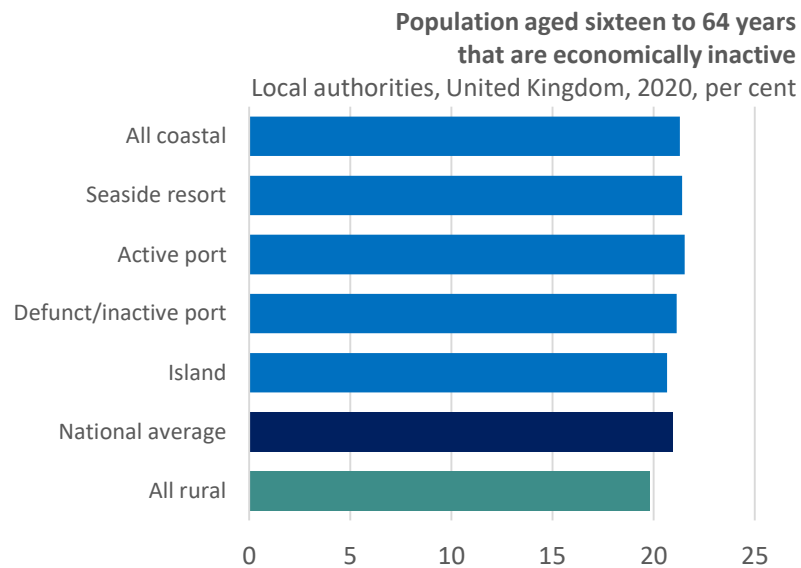 Population aged sixteen to 64 years
that are economically inactive
Local authorities, United Kingdom, 2020, per cent
All coastal
Seaside resort
Active port
Defunct/inactive port
Island
National average
All rural
0 5 10 15 20 25